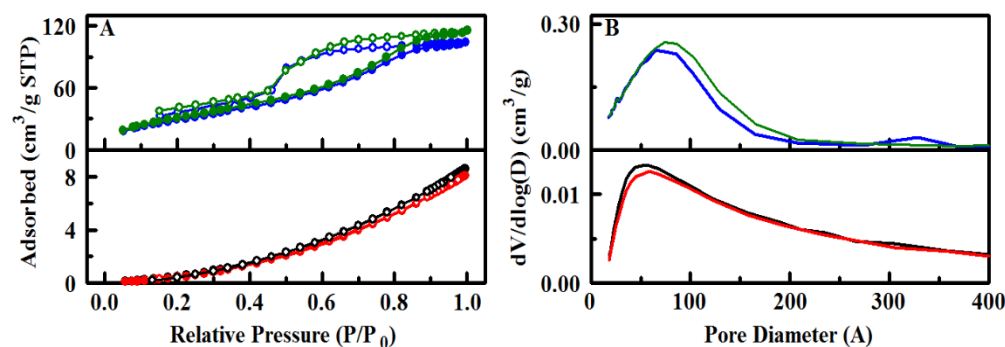 A
120
60
0
8
4
0
0.0 0.2 0.4 0.6 0.8 1.0
Relative Pressure (P/P0)
Adsorbed (cm3/g STP)
B
0.30
0.00
0.01
0.00
0 100 200 300 400
Pore Diameter (A)
dV/dlog(D) (cm3/g)